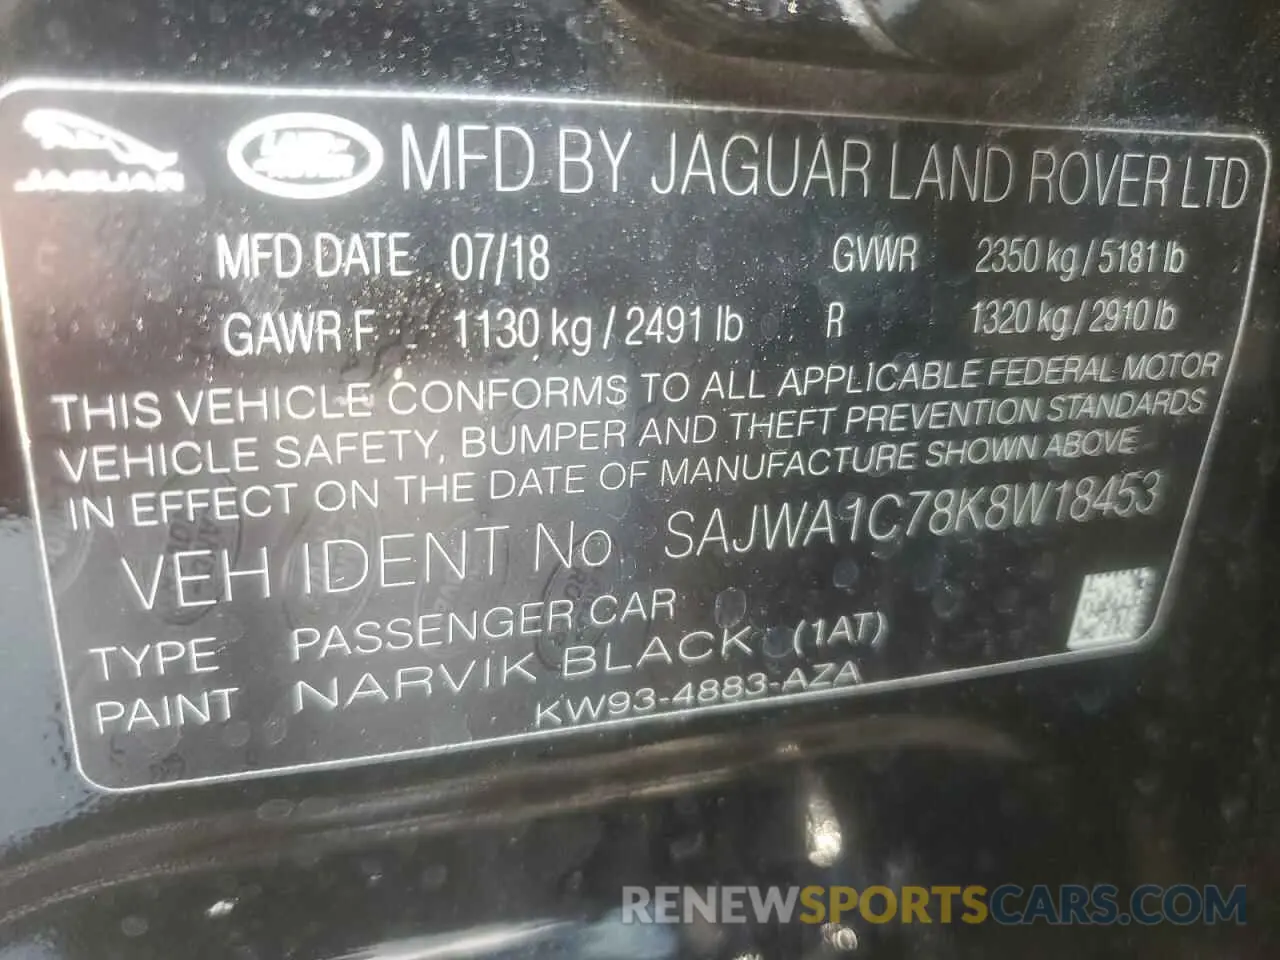 JAGUAR LAND ROVER MFD BY JAGUAR LAND ROVER LTD
MFD DATE 07/18 GVWR 2350 kg / 5181 lb
GAWR F 1130 kg / 2491 lb R 1320 kg / 2910 lb
THIS VEHICLE CONFORMS TO ALL APPLICABLE FEDERAL MOTOR
VEHICLE SAFETY, BUMPER AND THEFT PREVENTION STANDARDS
IN EFFECT ON THE DATE OF MANUFACTURE SHOWN ABOVE
VEH IDENT No SAJWA1C78K8W18453
TYPE PASSENGER CAR
PAINT NARVIK BLACK (1AT)
KW93-4883-AZA
RENEWSPORTSCARS.COM